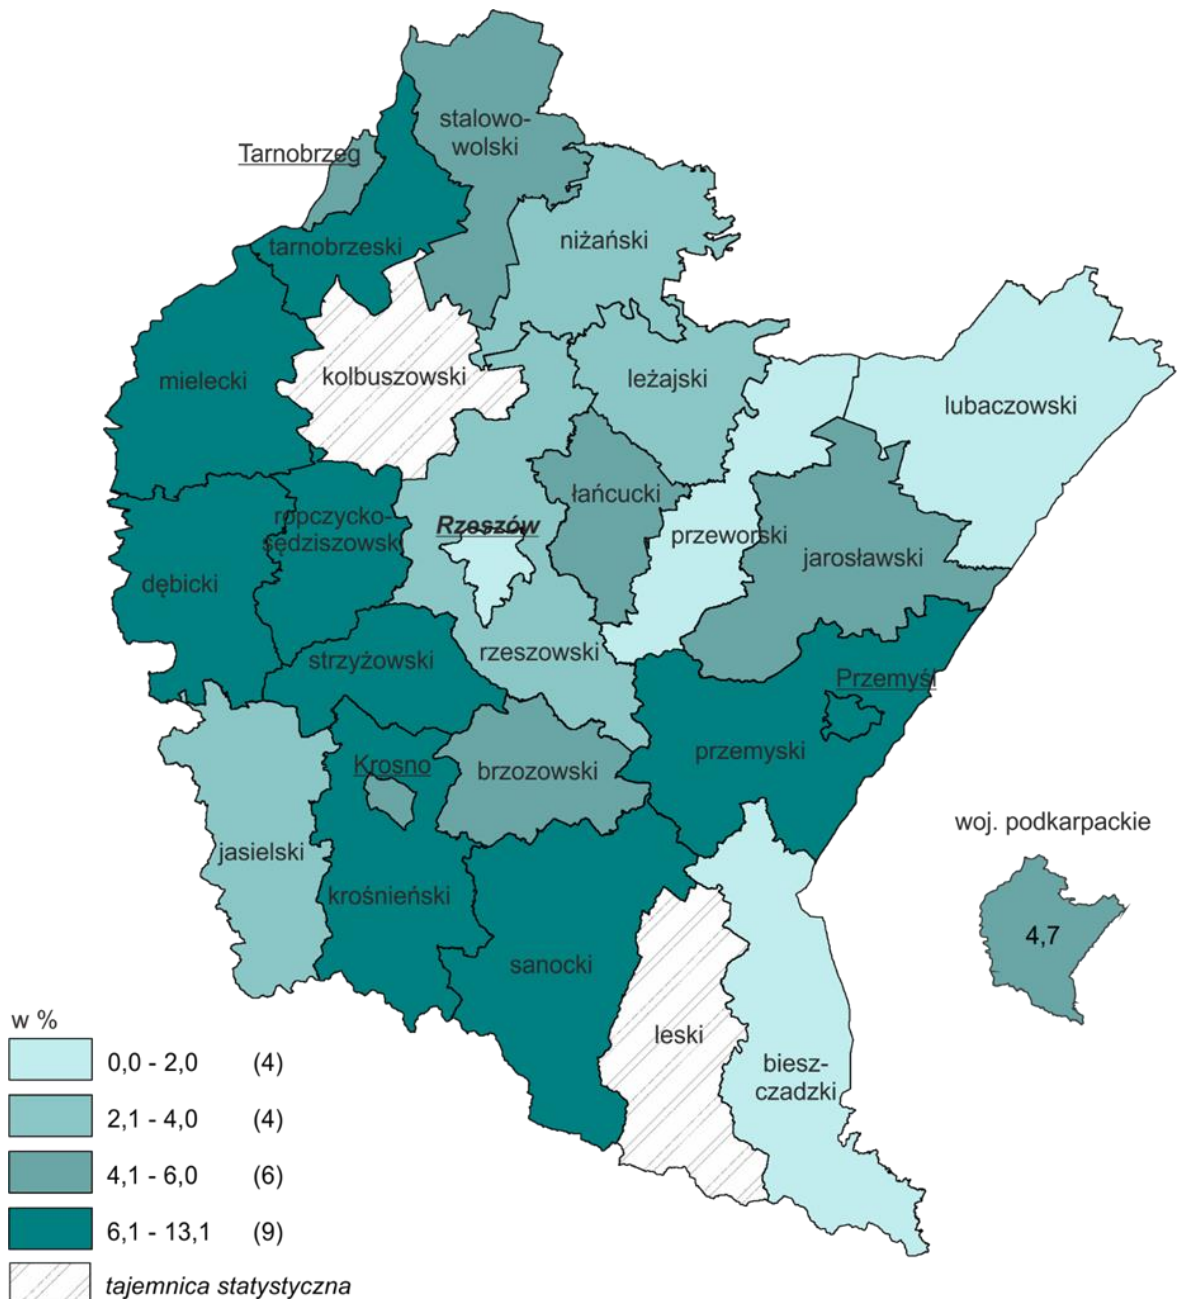 stalowo-
wolski
Tarnobrzeg
niżański
tarnobrzeski
mielecki
kolbuszowski
leżajski
lubaczowski
łańcucki
ropczycko-
sędziszowski
Rzeszów
przeworski
jarosławski
dębicki
strzyżowski
rzeszowski
Przemyśl
przemyski
Krosno
brzozowski
woj. podkarpackie
4,7
jasielski
krośnieński
sanocki
leski
biesz-
czadzki
w %
0,0 - 2,0 (4)
2,1 - 4,0 (4)
4,1 - 6,0 (6)
6,1 - 13,1 (9)
tajemnica statystyczna